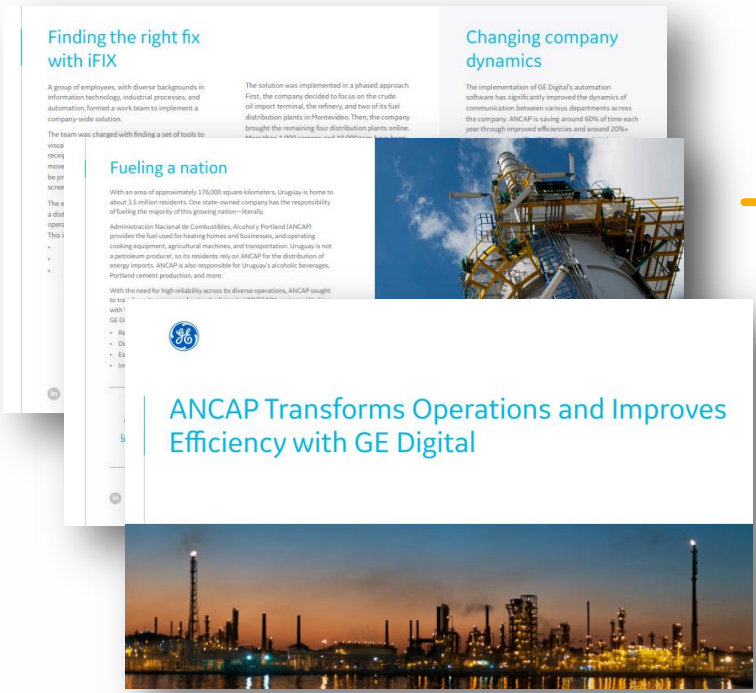 Finding the right fix
with iFIX
A group of employees, with diverse backgrounds in
information technology, industrial processes, and
automation, formed a work team to implement a
company-wide solution.
The team was charged with finding a set of tools to
The solution was implemented in a phased approach.
First, the company decided to focus on the crude
oil import terminal, the refinery, and two of its fuel
distribution plants in Montevideo. Then, the company
brought the remaining four distribution plants online.
Changing company
dynamics
The implementation of GE Digital's automation
software has significantly improved the dynamics of
communication between various departments across
the company. ANCAP is saving around 60% of time each
year through improved efficiencies and around 20%+
Fueling a nation
With an area of approximately 176,000 square kilometers, Uruguay is home to
about 3.5 million residents. One state-owned company has the responsibility
of fueling the majority of this growing nation—literally.
Administración Nacional de Combustibles, Alcohol y Portland (ANCAP)
provides the fuel used for heating homes and businesses, and operating
cooking equipment, agricultural machines, and transportation. Uruguay is not
a petroleum producer, so its residents rely on ANCAP for the distribution of
energy imports. ANCAP is also responsible for Uruguay's alcoholic beverages,
Portland cement production, and more.
With the need for high reliability across its diverse operations, ANCAP sought
GE
ANCAP Transforms Operations and Improves
Efficiency with GE Digital
in
in